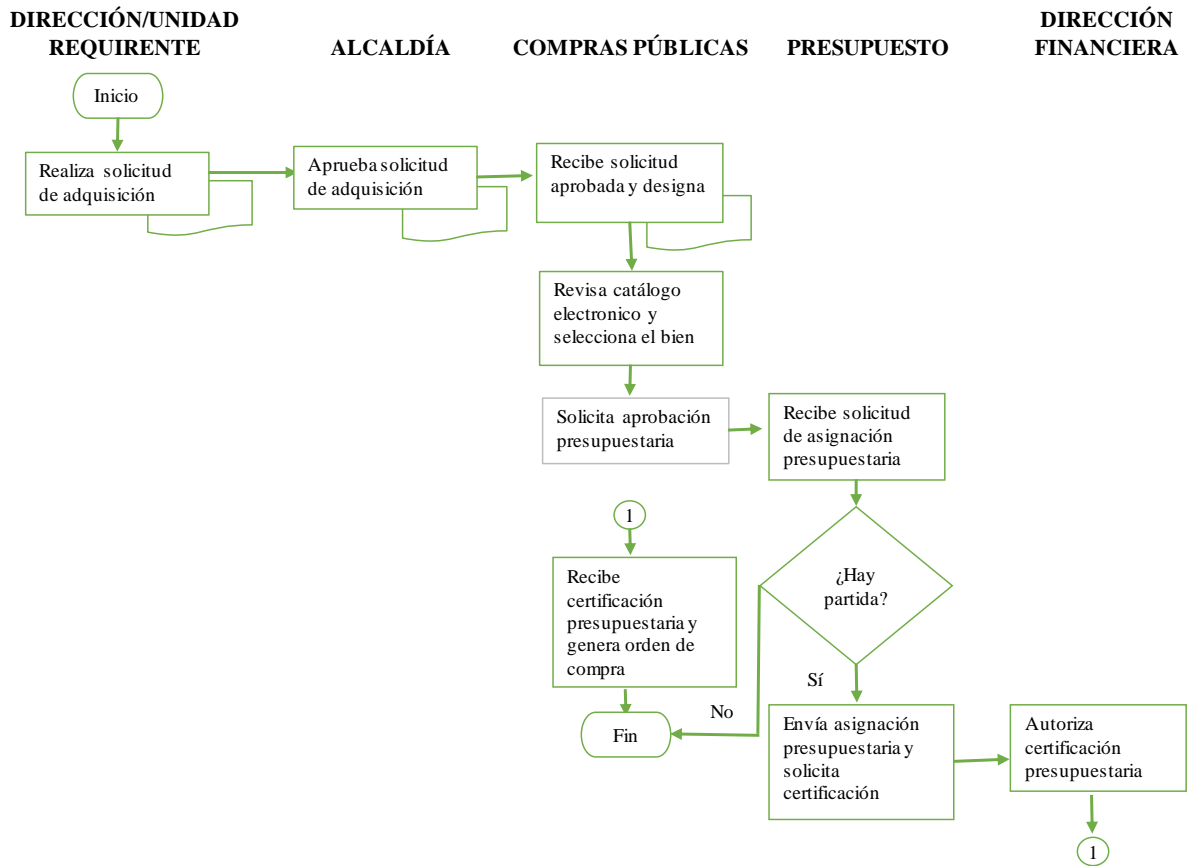 DIRECCIÓN/UNIDAD
REQUIRENTE
ALCALDÍA
COMPRAS PÚBLICAS
PRESUPUESTO
DIRECCIÓN
FINANCIERA
Inicio
Realiza solicitud
de adquisición
Aprueba solicitud
de adquisición
Recibe solicitud
aprobada y designa
Revisa catálogo
electronico y
selecciona el bien
Solicita aprobación
presupuestaria
Recibe solicitud
de asignación
presupuestaria
¿Hay
partida?
1
Recibe
certificación
presupuestaria y
genera orden de
compra
Sí
No
Fin
Envía asignación
presupuestaria y
solicita
certificación
Autoriza
certificación
presupuestaria
1